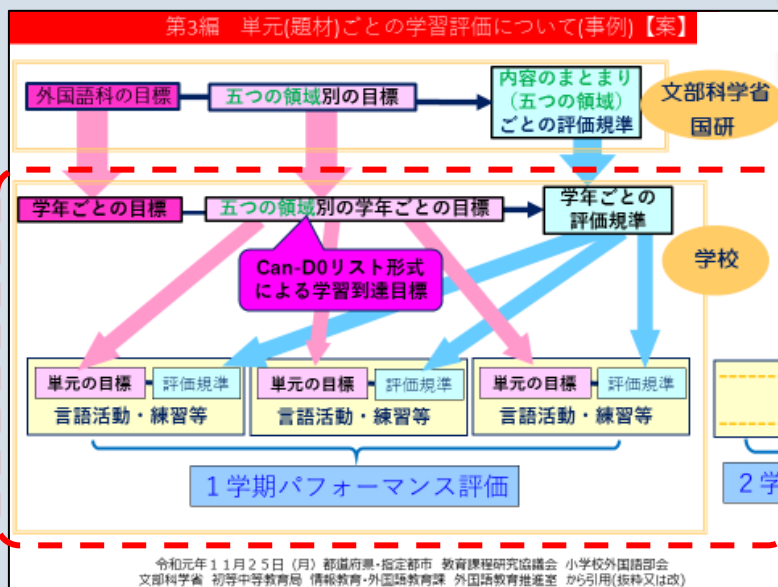 第3編 単元(題材)ごとの学習評価について(事例)【案】
外国語科の目標
五つの領域別の目標
内容のまとまり
(五つの領域)
ごとの評価規準
文部科学省
国研
学年ごとの目標
五つの領域別の学年ごとの目標
学年ごとの
評価規準
学校
Can-D0リスト形式
による学習到達目標
単元の目標
評価規準
言語活動・練習等
単元の目標
評価規準
言語活動・練習等
単元の目標
評価規準
言語活動・練習等
1学期パフォーマンス評価
2学
令和元年11月25日(月)都道府県・指定都市 教育課程研究協議会 小学校外国語部会
文部科学省 初等中等教育局 情報教育・外国語教育課 外国語教育推進室 から引用(抜粋又は改)